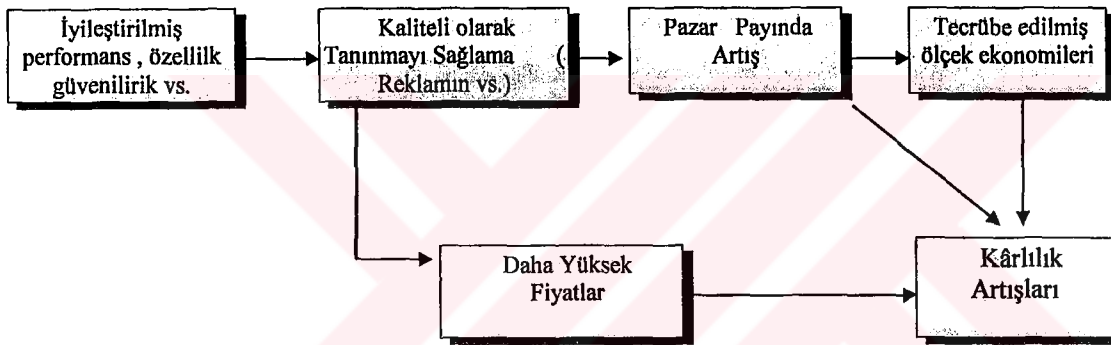 İyileştirilmiş
performans , özellilk
güvenilirik vs.
Kaliteli olarak
Tanınmayı Sağlama (
Reklamın vs.)
Pazar Payında
Artış
Tecrübe edilmiş
ölçek ekonomileri
Daha Yüksek
Fiyatlar
Kârlılık
Artışları